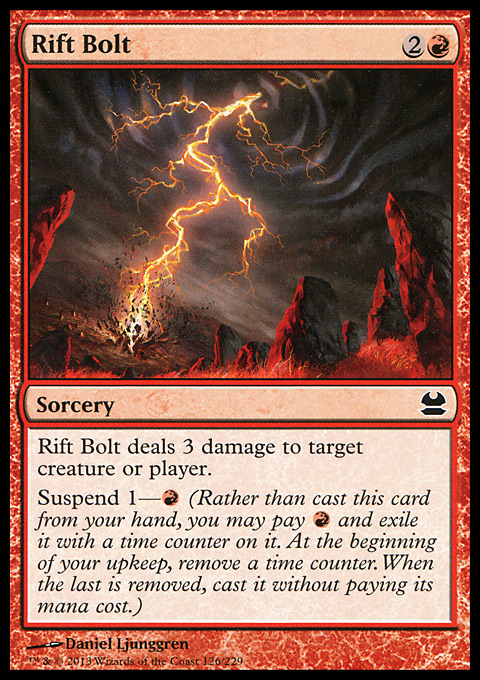 Rift Bolt 2
Sorcery
Rift Bolt deals 3 damage to target
creature or player.
Suspend 1— (Rather than cast this card
from your hand, you may pay and exile
it with a time counter on it. At the beginning
of your upkeep, remove a time counter. When
the last is removed, cast it without paying its
mana cost.)
Daniel Ljunggren
™ & © 2013 Wizards of the Coast 126/229